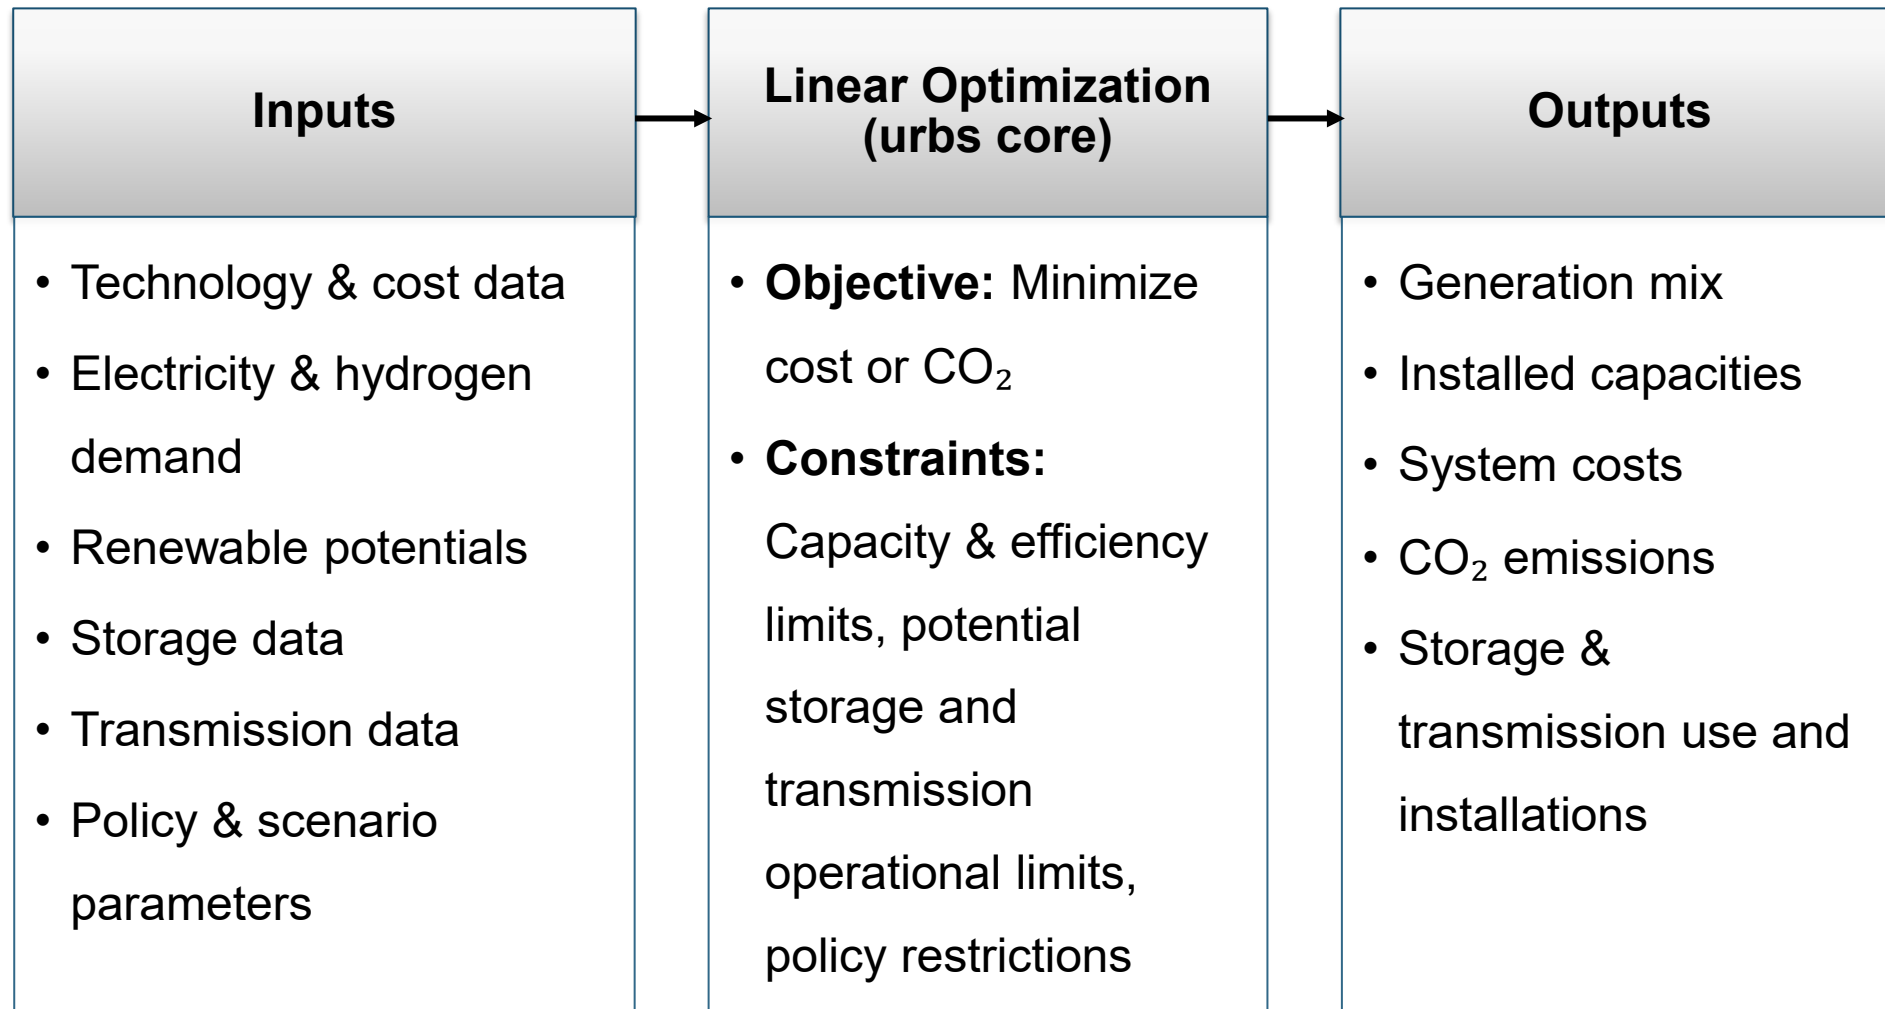 Inputs
• Technology & cost data
• Electricity & hydrogen
demand
• Renewable potentials
• Storage data
• Transmission data
• Policy & scenario
parameters
Linear Optimization
(urbs core)
• Objective: Minimize
cost or CO₂
• Constraints:
Capacity & efficiency
limits, potential
storage and
transmission
operational limits,
policy restrictions
Outputs
• Generation mix
• Installed capacities
• System costs
• CO₂ emissions
• Storage &
transmission use and
installations